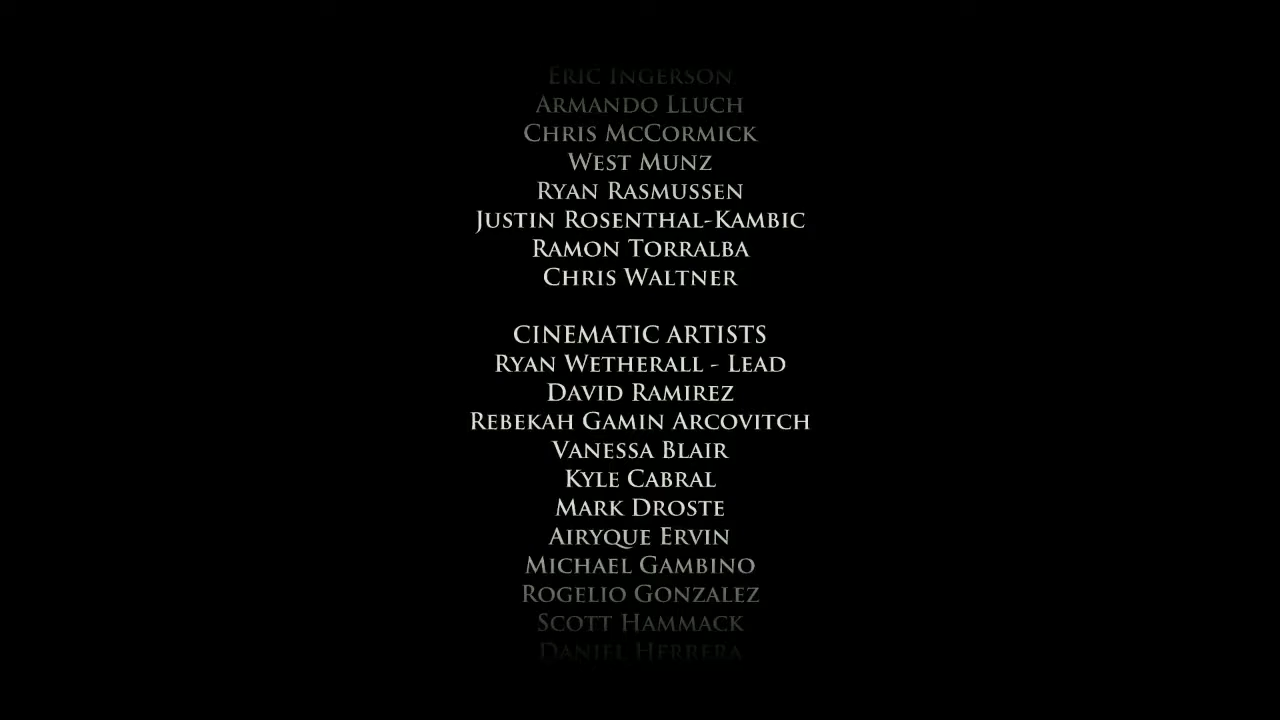 Eric Ingerson
Armando Lluch
Chris McCormick
West Munz
Ryan Rasmussen
Justin Rosenthal-Kambic
Ramon Torralba
Chris Waltner
CINEMATIC ARTISTS
Ryan Wetherall - Lead
David Ramirez
Rebekah Gamin Arcovitch
Vanessa Blair
Kyle Cabral
Mark Droste
Airyque Ervin
Michael Gambino
Rogelio Gonzalez
Scott Hammack
Daniel Herrera